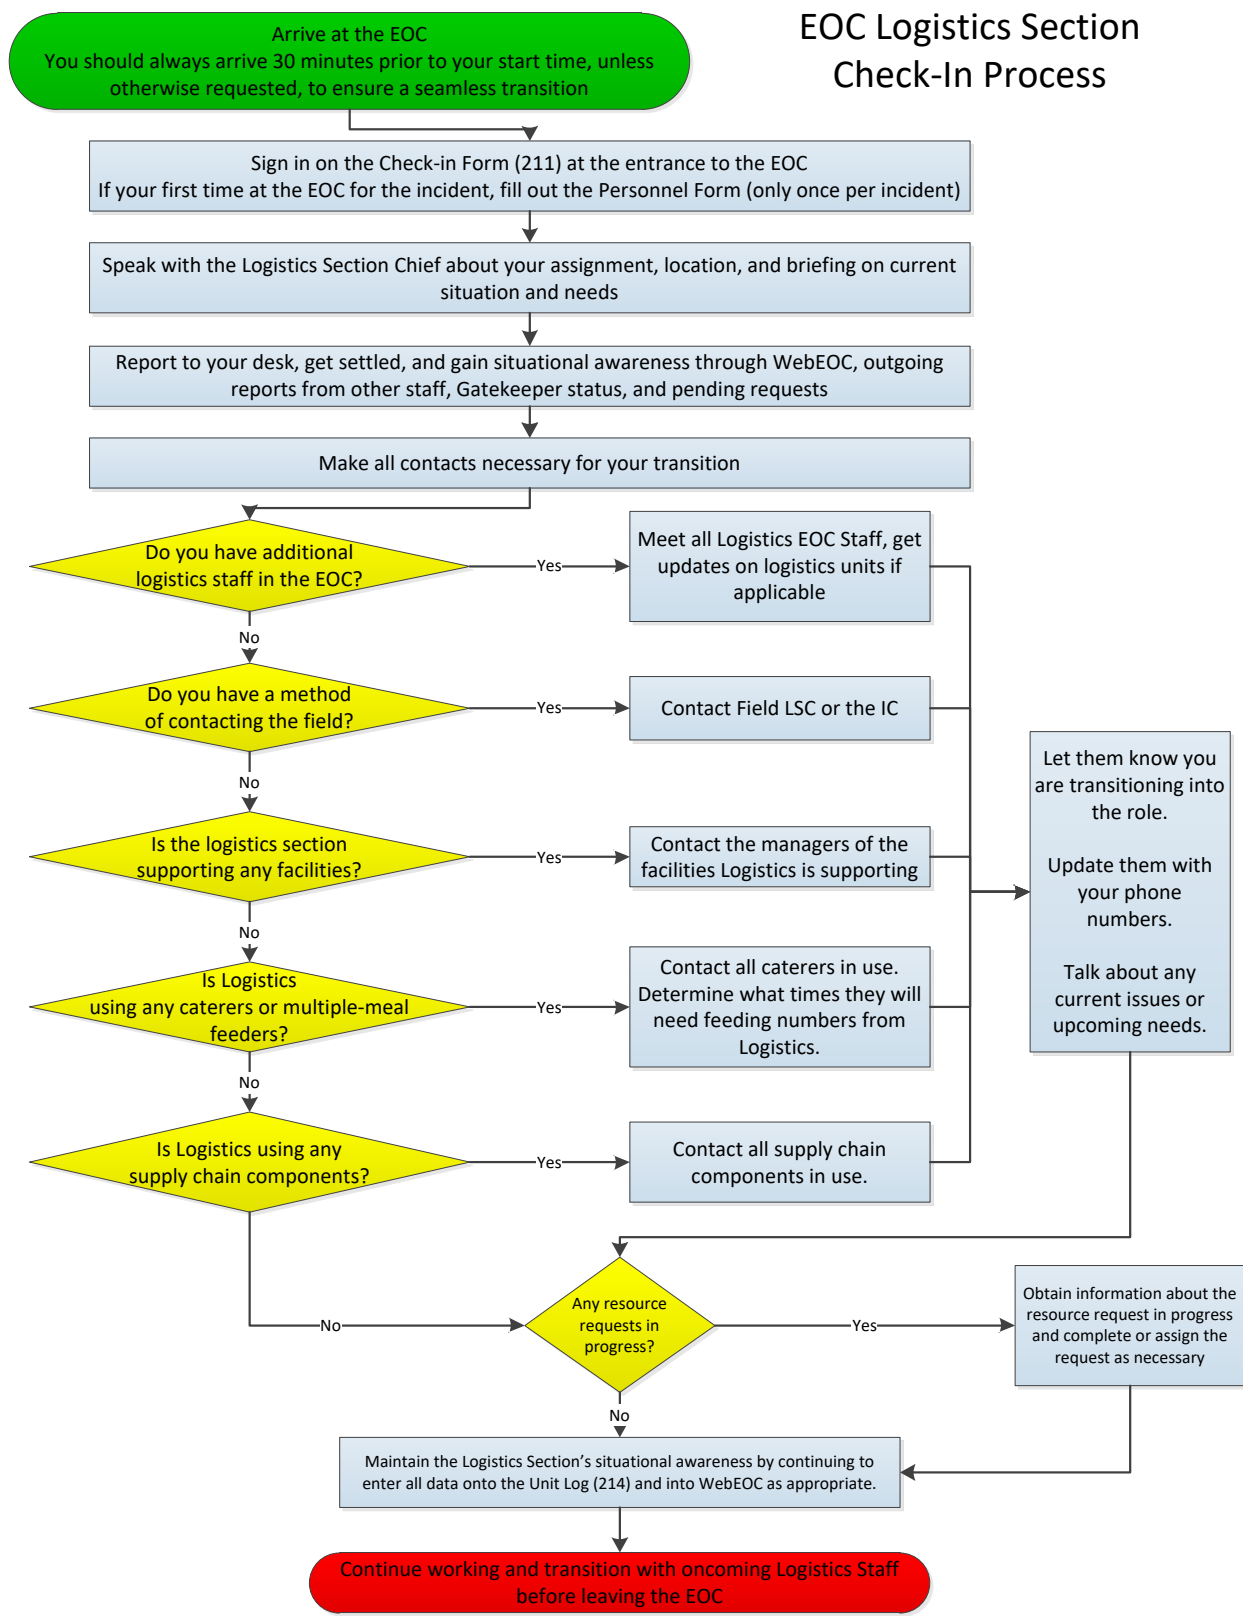 EOC Logistics Section
Check-In Process
Arrive at the EOC
You should always arrive 30 minutes prior to your start time, unless
otherwise requested, to ensure a seamless transition
Sign in on the Check-in Form (211) at the entrance to the EOC
If your first time at the EOC for the incident, fill out the Personnel Form (only once per incident)
Speak with the Logistics Section Chief about your assignment, location, and briefing on current
situation and needs
Report to your desk, get settled, and gain situational awareness through WebEOC, outgoing
reports from other staff, Gatekeeper status, and pending requests
Make all contacts necessary for your transition
Do you have additional
logistics staff in the EOC?
Yes
Meet all Logistics EOC Staff, get
updates on logistics units if
applicable
No
Do you have a method
of contacting the field?
Yes
Contact Field LSC or the IC
No
Is the logistics section
supporting any facilities?
Yes
Contact the managers of the
facilities Logistics is supporting
No
Is Logistics
using any caterers or multiple-meal
feeders?
Yes
Contact all caterers in use.
Determine what times they will
need feeding numbers from
Logistics.
No
Is Logistics using any
supply chain components?
Yes
Contact all supply chain
components in use.
Let them know you
are transitioning into
the role.
Update them with
your phone
numbers.
Talk about any
current issues or
upcoming needs.
No
Any resource
requests in
progress?
Yes
Obtain information about the
resource request in progress
and complete or assign the
request as necessary
No
Maintain the Logistics Section’s situational awareness by continuing to
enter all data onto the Unit Log (214) and into WebEOC as appropriate.
Continue working and transition with oncoming Logistics Staff
before leaving the EOC